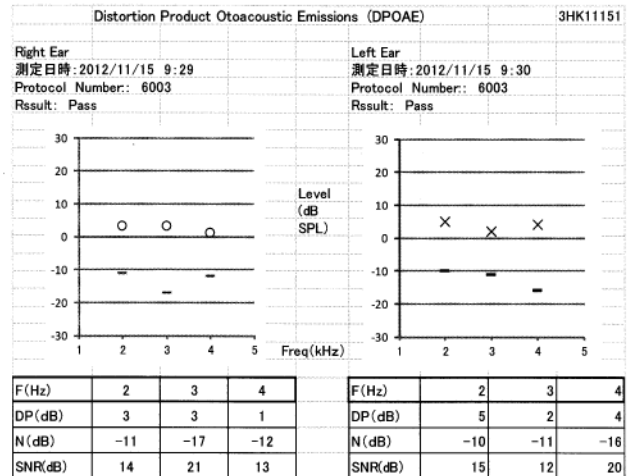 Distortion Product Otoacoustic Emissions (DPOAE) 3HK11151
Right Ear
測定日時:2012/11/15 9:29
Protocol Number:: 6003
Rssult: Pass
30
20
10
0
-10
-20
-30
1 2 3 4 5
Level
(dB
SPL)
Freq(kHz)
Left Ear
測定日時:2012/11/15 9:30
Protocol Number:: 6003
Rssult: Pass
30
20
10
0
-10
-20
-30
1 2 3 4 5
F(Hz) 2 3 4
DP(dB) 3 3 1
N(dB) -11 -17 -12
SNR(dB) 14 21 13
F(Hz) 2 3 4
DP(dB) 5 2 4
N(dB) -10 -11 -16
SNR(dB) 15 12 20